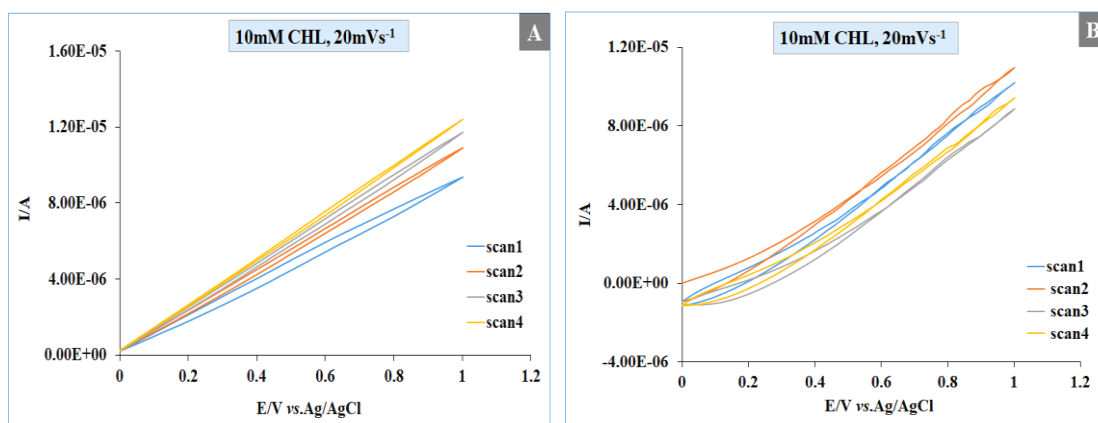 10mM CHL, 20mVs⁻¹
A
1.60E-05
1.20E-05
8.00E-06
4.00E-06
0.00E+00
I/A
scan1
scan2
scan3
scan4
0 0.2 0.4 0.6 0.8 1 1.2
E/V vs.Ag/AgCl
10mM CHL, 20mVs⁻¹
B
1.20E-05
8.00E-06
4.00E-06
0.00E+00
-4.00E-06
I/A
scan1
scan2
scan3
scan4
0 0.2 0.4 0.6 0.8 1 1.2
E/V vs.Ag/AgCl